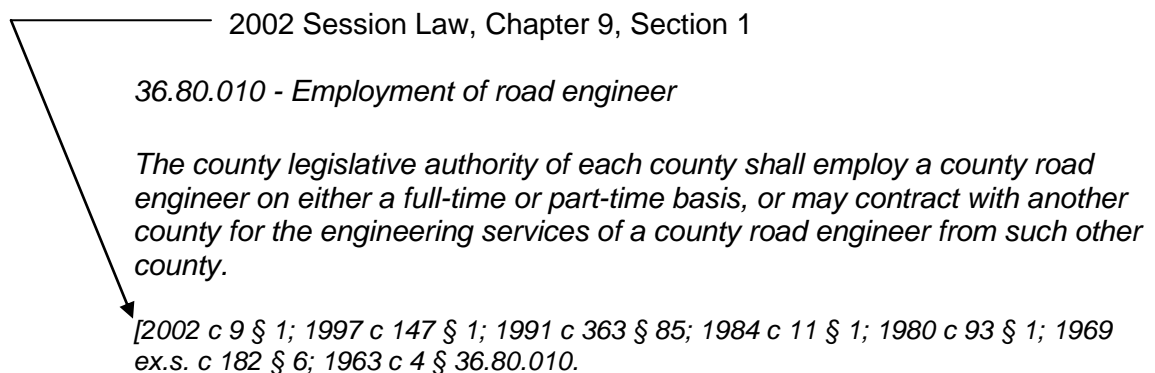 2002 Session Law, Chapter 9, Section 1
36.80.010 - Employment of road engineer
The county legislative authority of each county shall employ a county road
engineer on either a full-time or part-time basis, or may contract with another
county for the engineering services of a county road engineer from such other
county.
[2002 c 9 § 1; 1997 c 147 § 1; 1991 c 363 § 85; 1984 c 11 § 1; 1980 c 93 § 1; 1969
ex.s. c 182 § 6; 1963 c 4 § 36.80.010.